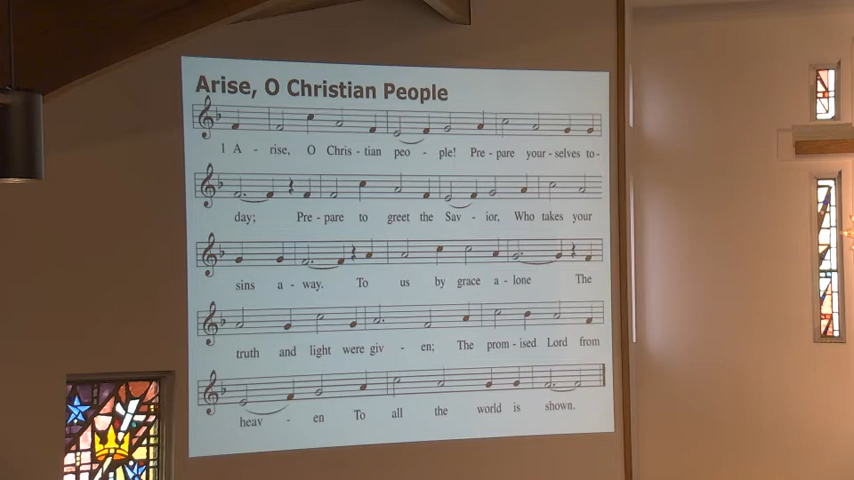 Arise, O Christian People
1 A - rise, O Chris - tian peo - ple! Pre - pare your - selves to -
day; Pre - pare to greet the Sav - ior, Who takes your
sins a - way. To us by grace a - lone The
truth and light were giv - en; The prom - ised Lord from
heav - en To all the world is shown.